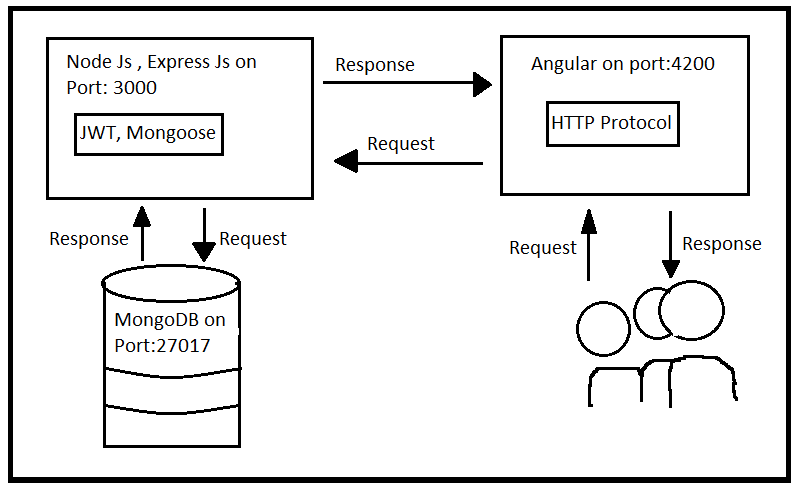 Node Js , Express Js on
Port: 3000
JWT, Mongoose
Response
Request
Angular on port:4200
HTTP Protocol
Response
Request
Request
Response
MongoDB on
Port:27017